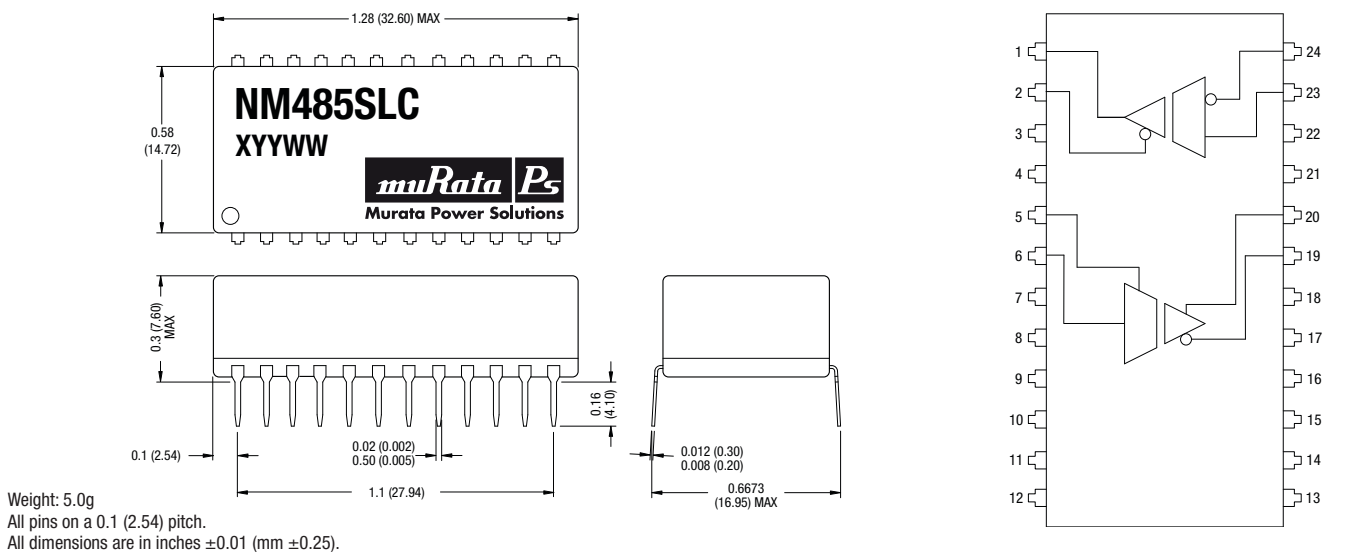 1.28 (32.60) MAX
NM485SLC
XYYWW
muRata Ps
Murata Power Solutions
0.58
(14.72)
0.3 (7.60)
MAX
0.16
(4.10)
0.1 (2.54)
0.02 (0.002)
0.50 (0.005)
1.1 (27.94)
0.012 (0.30)
0.008 (0.20)
0.6673
(16.95) MAX
Weight: 5.0g
All pins on a 0.1 (2.54) pitch.
All dimensions are in inches ±0.01 (mm ±0.25).
1 24
2 23
3 22
4 21
5 20
6 19
7 18
8 17
9 16
10 15
11 14
12 13